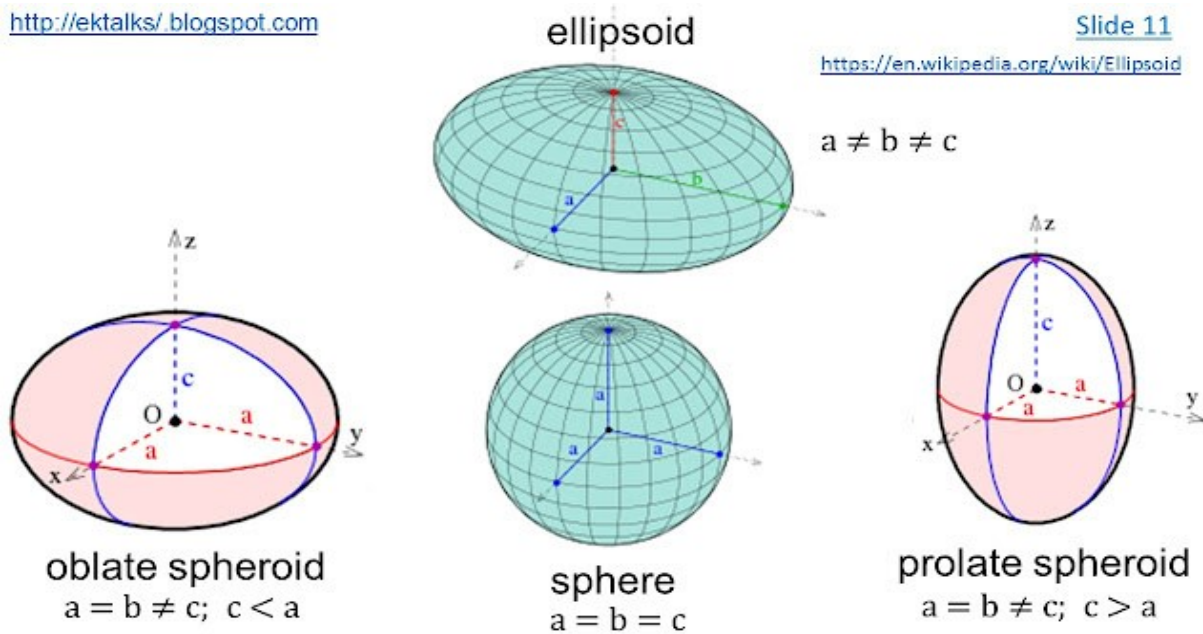 http://ektalks/.blogspot.com
ellipsoid
Slide 11
https://en.wikipedia.org/wiki/Ellipsoid
a ≠ b ≠ c
c
a
b
z
c
O
a
a
x
y
oblate spheroid
a = b ≠ c; c < a
a
a
a
sphere
a = b = c
z
c
O
a
a
x
y
prolate spheroid
a = b ≠ c; c > a